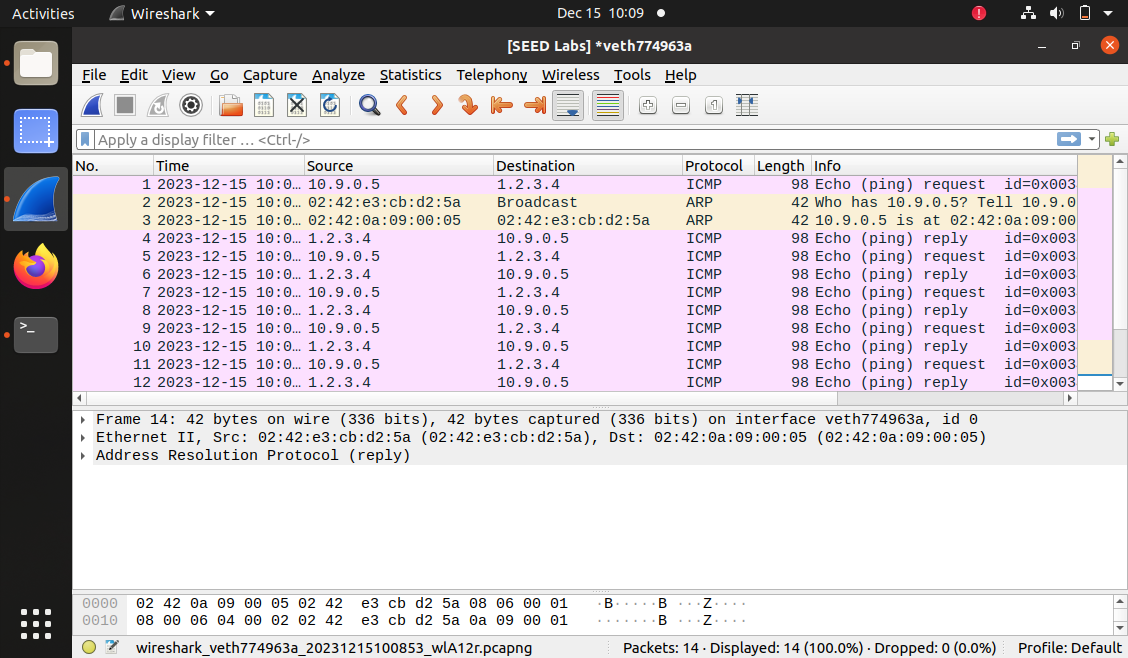 Activities Wireshark Dec 15 10:09
[SEED Labs] *veth774963a
File Edit View Go Capture Analyze Statistics Telephony Wireless Tools Help
Apply a display filter … <Ctrl-/>
No. Time Source Destination Protocol Length Info
1 2023-12-15 10:0… 10.9.0.5 1.2.3.4 ICMP 98 Echo (ping) request id=0x003
2 2023-12-15 10:0… 02:42:e3:cb:d2:5a Broadcast ARP 42 Who has 10.9.0.5? Tell 10.9.0
3 2023-12-15 10:0… 02:42:0a:09:00:05 02:42:e3:cb:d2:5a ARP 42 10.9.0.5 is at 02:42:0a:09:00
4 2023-12-15 10:0… 1.2.3.4 10.9.0.5 ICMP 98 Echo (ping) reply id=0x003
5 2023-12-15 10:0… 10.9.0.5 1.2.3.4 ICMP 98 Echo (ping) request id=0x003
6 2023-12-15 10:0… 1.2.3.4 10.9.0.5 ICMP 98 Echo (ping) reply id=0x003
7 2023-12-15 10:0… 10.9.0.5 1.2.3.4 ICMP 98 Echo (ping) request id=0x003
8 2023-12-15 10:0… 1.2.3.4 10.9.0.5 ICMP 98 Echo (ping) reply id=0x003
9 2023-12-15 10:0… 10.9.0.5 1.2.3.4 ICMP 98 Echo (ping) request id=0x003
10 2023-12-15 10:0… 1.2.3.4 10.9.0.5 ICMP 98 Echo (ping) reply id=0x003
11 2023-12-15 10:0… 10.9.0.5 1.2.3.4 ICMP 98 Echo (ping) request id=0x003
12 2023-12-15 10:0… 1.2.3.4 10.9.0.5 ICMP 98 Echo (ping) reply id=0x003
Frame 14: 42 bytes on wire (336 bits), 42 bytes captured (336 bits) on interface veth774963a, id 0
Ethernet II, Src: 02:42:e3:cb:d2:5a (02:42:e3:cb:d2:5a), Dst: 02:42:0a:09:00:05 (02:42:0a:09:00:05)
Address Resolution Protocol (reply)
0000 02 42 0a 09 00 05 02 42 e3 cb d2 5a 08 06 00 01 ·B·····B ···Z····
0010 08 00 06 04 00 02 02 42 e3 cb d2 5a 0a 09 00 01 ·······B ···Z····
wireshark_veth774963a_20231215100853_wlA12r.pcapng Packets: 14 · Displayed: 14 (100.0%) · Dropped: 0 (0.0%) Profile: Default